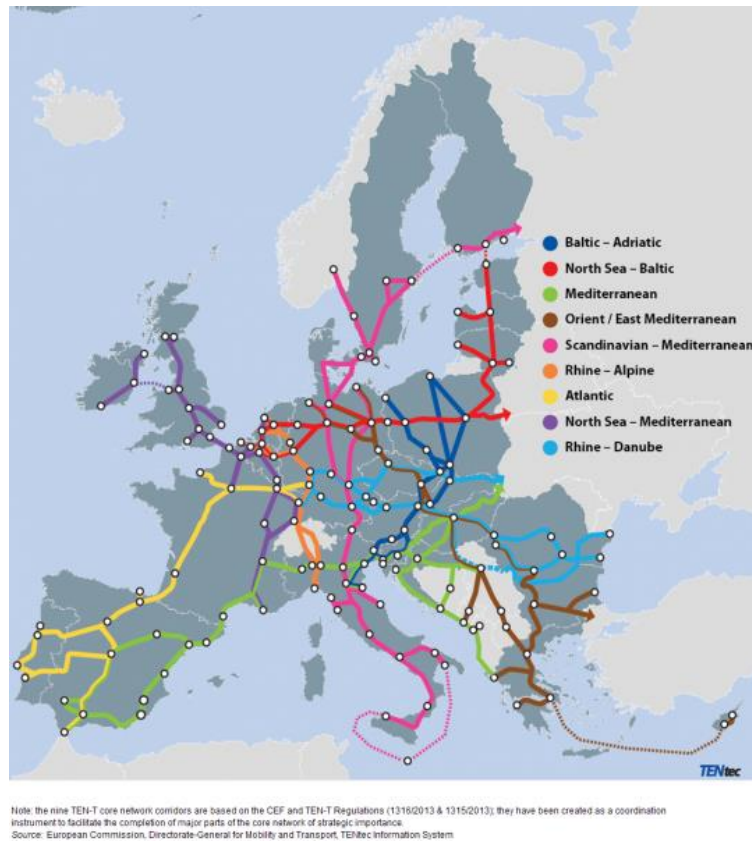 Baltic – Adriatic
North Sea – Baltic
Mediterranean
Orient / East Mediterranean
Scandinavian – Mediterranean
Rhine – Alpine
Atlantic
North Sea – Mediterranean
Rhine – Danube
TENtec
Note: the nine TEN-T core network corridors are based on the CEF and TEN-T Regulations (1316/2013 & 1315/2013); they have been created as a coordination
instrument to facilitate the completion of major parts of the core network of strategic importance.
Source: European Commission, Directorate-General for Mobility and Transport, TENtec Information System